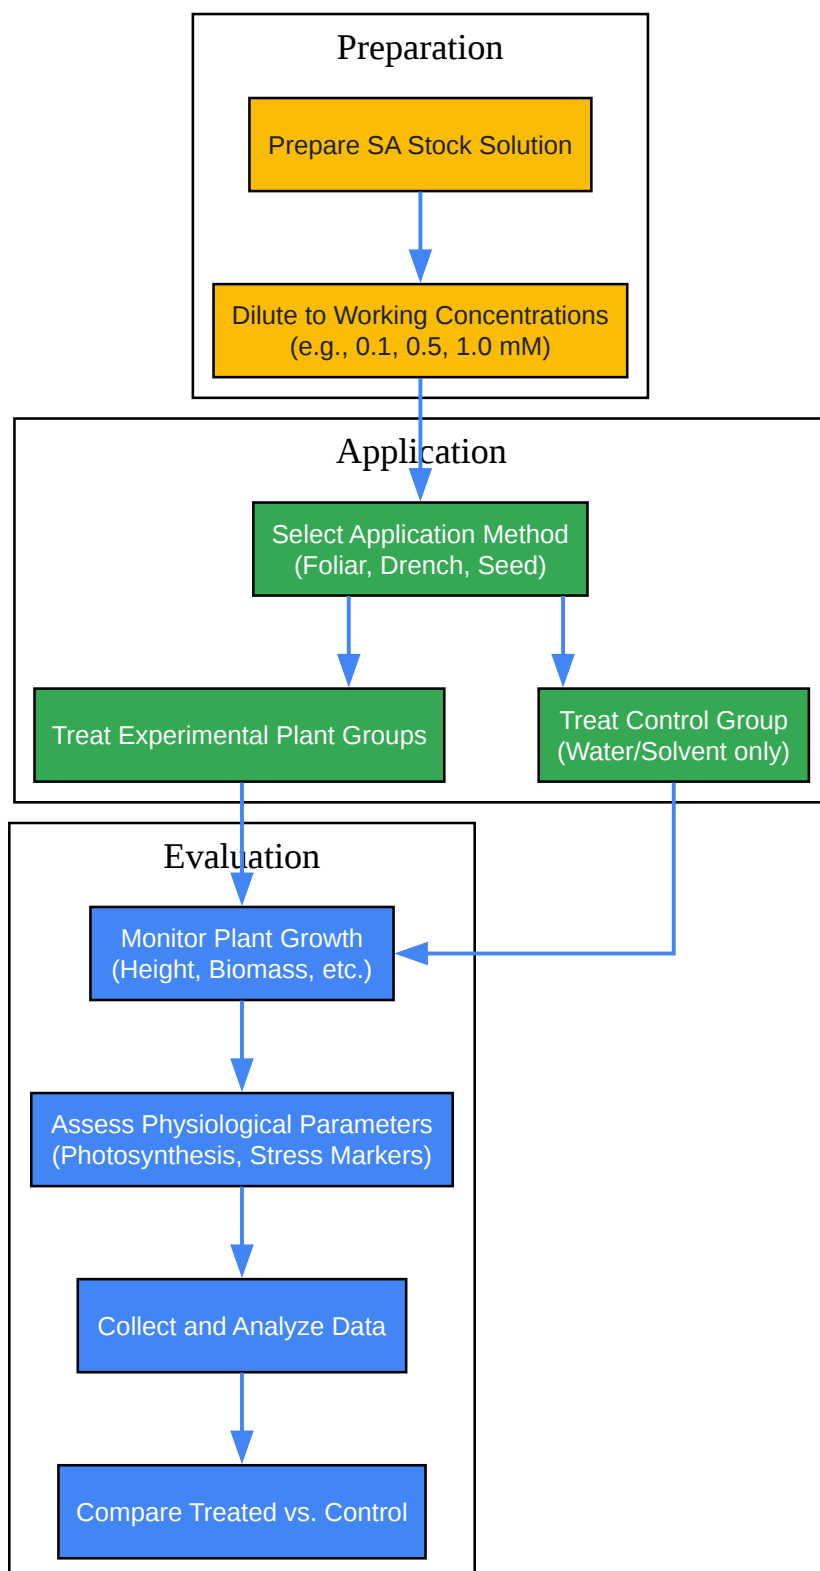 Preparation
Prepare SA Stock Solution
Dilute to Working Concentrations
(e.g., 0.1, 0.5, 1.0 mM)
Application
Select Application Method
(Foliar, Drench, Seed)
Treat Experimental Plant Groups
Treat Control Group
(Water/Solvent only)
Evaluation
Monitor Plant Growth
(Height, Biomass, etc.)
Assess Physiological Parameters
(Photosynthesis, Stress Markers)
Collect and Analyze Data
Compare Treated vs. Control